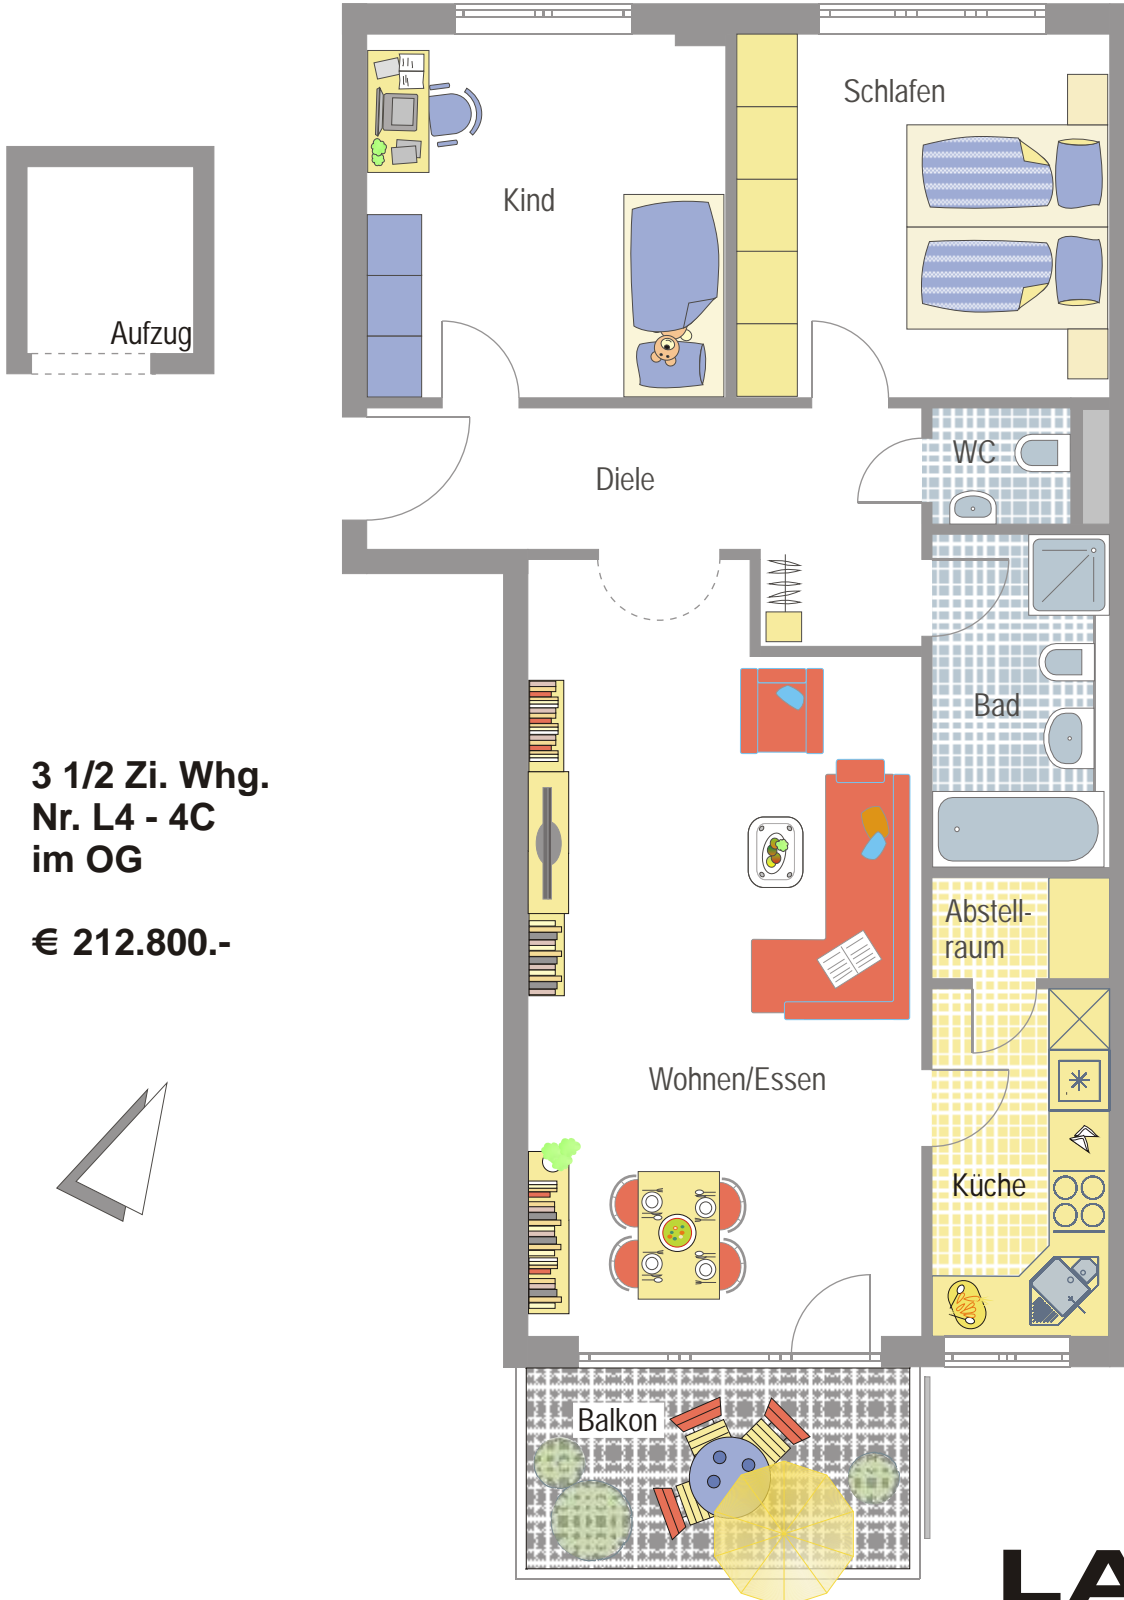 Schlafen
Kind
Aufzug
WC
Diele
Bad
3 1/2 Zi. Whg.
Nr. L4 - 4C
im OG
€ 212.800.-
Abstell-
raum
Wohnen/Essen
Küche
Balkon
LA